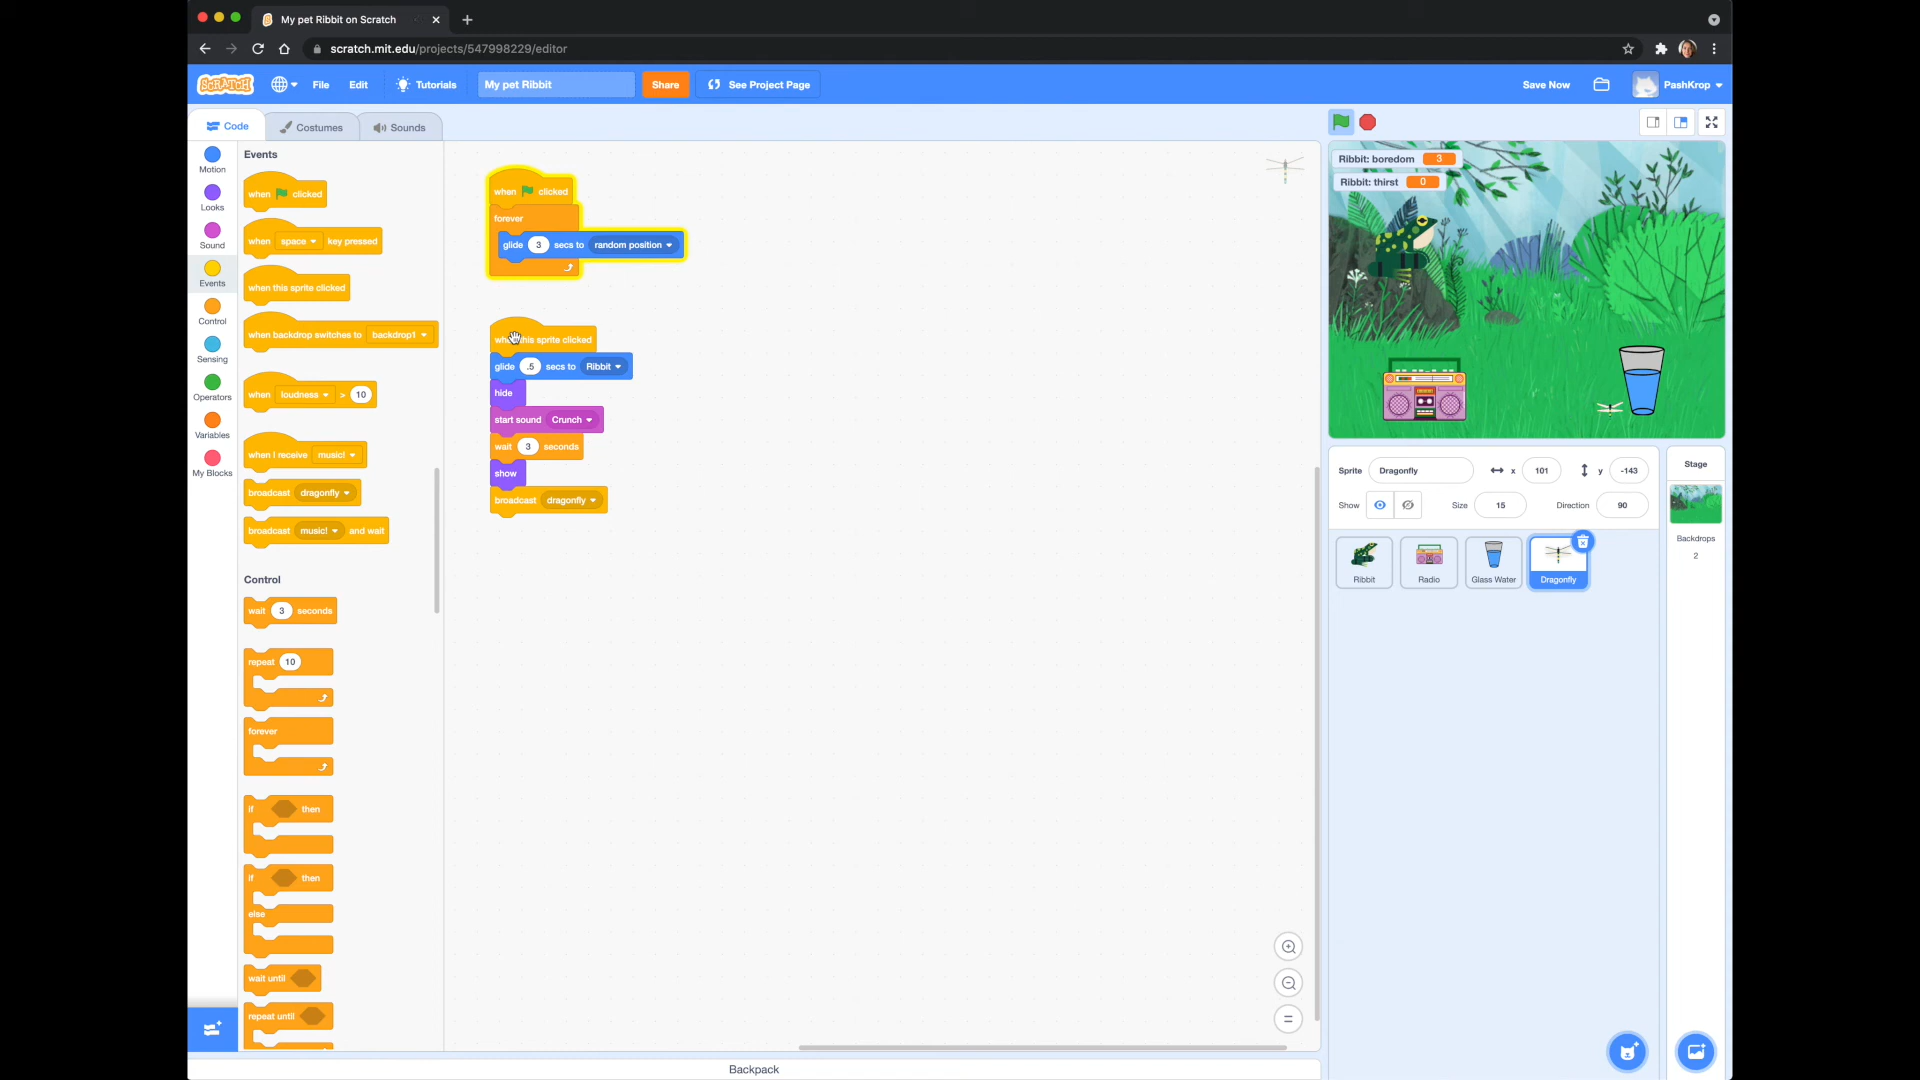 My pet Ribbit on Scratch
scratch.mit.edu/projects/547998229/editor
SCRATCH
File
Edit
Tutorials
My pet Ribbit
Share
See Project Page
Save Now
PashKrop
Code
Costumes
Sounds
Motion
Looks
Sound
Events
Control
Sensing
Operators
Variables
My Blocks
Events
when clicked
when space key pressed
when this sprite clicked
when backdrop switches to backdrop1
when loudness > 10
when I receive music!
broadcast dragonfly
broadcast music! and wait
Control
wait 3 seconds
repeat 10
forever
if then
if then
else
wait until
repeat until
when clicked
forever
glide 3 secs to random position
when this sprite clicked
glide .5 secs to Ribbit
hide
start sound Crunch
wait 3 seconds
show
broadcast dragonfly
Backpack
Ribbit: boredom 3
Ribbit: thirst 0
Sprite Dragonfly x 101 y -143
Show Size 15 Direction 90
Ribbit
Radio
Glass Water
Dragonfly
Stage
Backdrops
2